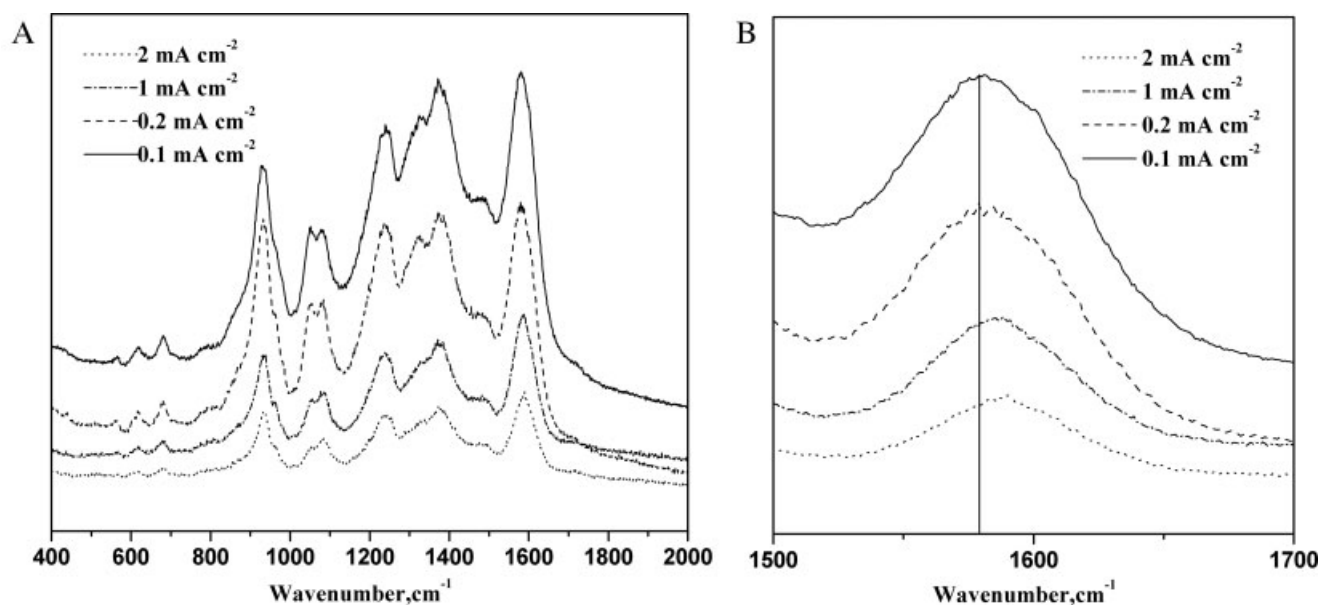 A
2 mA cm-2
1 mA cm-2
0.2 mA cm-2
0.1 mA cm-2
400 600 800 1000 1200 1400 1600 1800 2000
Wavenumber,cm-1
B
2 mA cm-2
1 mA cm-2
0.2 mA cm-2
0.1 mA cm-2
1500 1600 1700
Wavenumber,cm-1